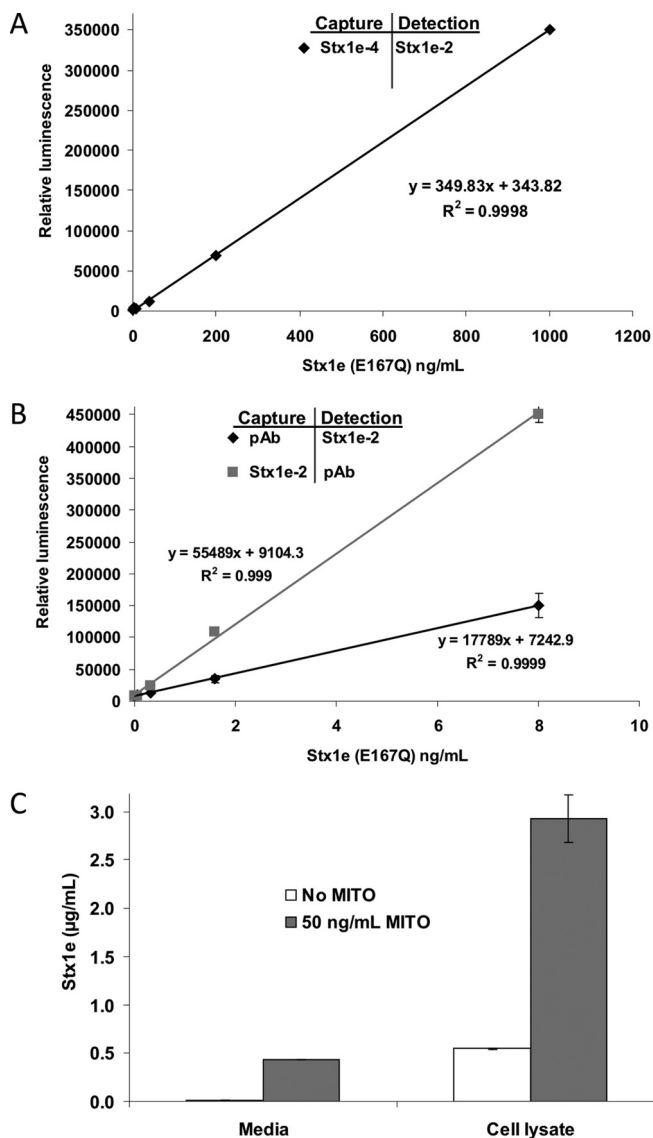 A
Capture Detection
Stx1e-4 Stx1e-2
350000
300000
250000
200000
150000
100000
50000
0
Relative luminescence
y = 349.83x + 343.82
R² = 0.9998
0 200 400 600 800 1000 1200
Stx1e (E167Q) ng/mL
B
Capture Detection
pAb Stx1e-2
Stx1e-2 pAb
450000
400000
350000
300000
250000
200000
150000
100000
50000
0
Relative luminescence
y = 55489x + 9104.3
R² = 0.999
y = 17789x + 7242.9
R² = 0.9999
0 2 4 6 8 10
Stx1e (E167Q) ng/mL
C
3.0
2.5
2.0
1.5
1.0
0.5
0.0
Stx1e (µg/mL)
No MITO
50 ng/mL MITO
Media Cell lysate